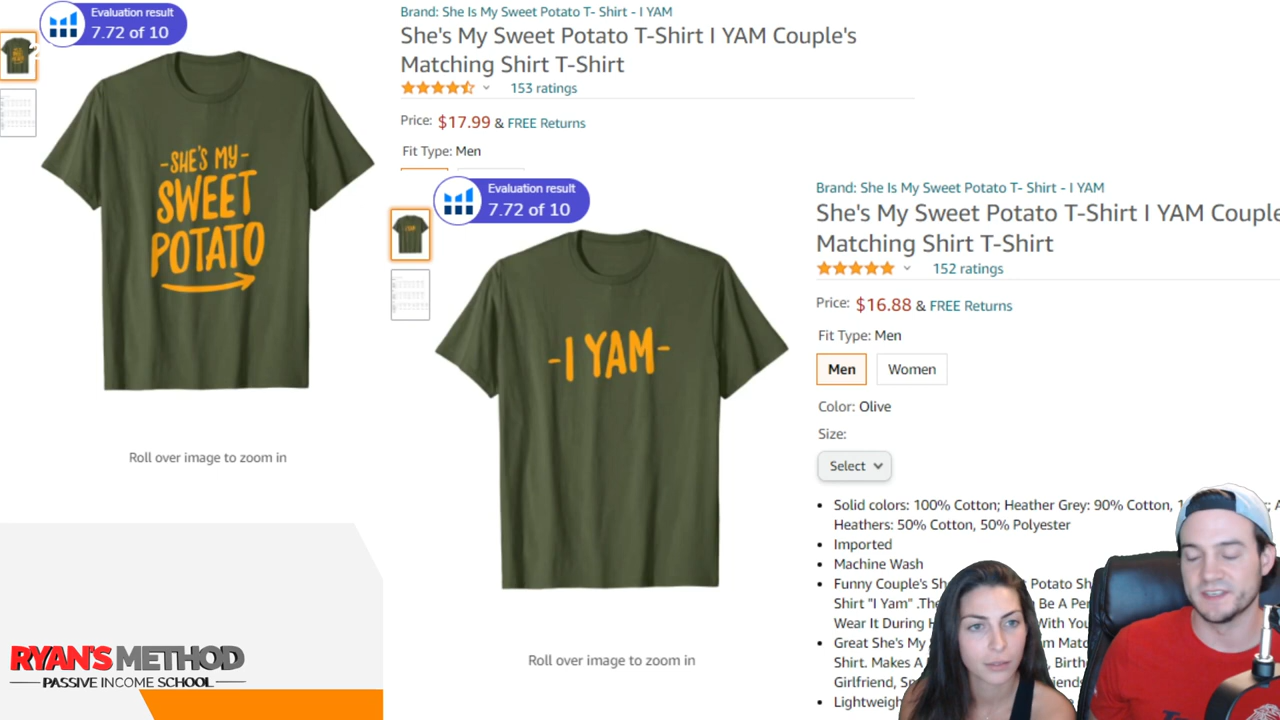 Evaluation result
7.72 of 10
-SHE'S MY-
SWEET
POTATO
Roll over image to zoom in
Brand: She Is My Sweet Potato T- Shirt - I YAM
She's My Sweet Potato T-Shirt I YAM Couple's
Matching Shirt T-Shirt
153 ratings
Price: $17.99 & FREE Returns
Fit Type: Men
Evaluation result
7.72 of 10
-I YAM-
Roll over image to zoom in
Brand: She Is My Sweet Potato T- Shirt - I YAM
She's My Sweet Potato T-Shirt I YAM Couple
Matching Shirt T-Shirt
152 ratings
Price: $16.88 & FREE Returns
Fit Type: Men
Men Women
Color: Olive
Size:
Select
• Solid colors: 100% Cotton; Heather Grey: 90% Cotton,
Heathers: 50% Cotton, 50% Polyester
• Imported
• Machine Wash
• Funny Couple's Potato
Shirt "I Yam" Be A
Wear It During With
• Great She's My
Shirt. Makes A
Girlfriend,
•
RYAN'S METHOD
PASSIVE INCOME SCHOOL